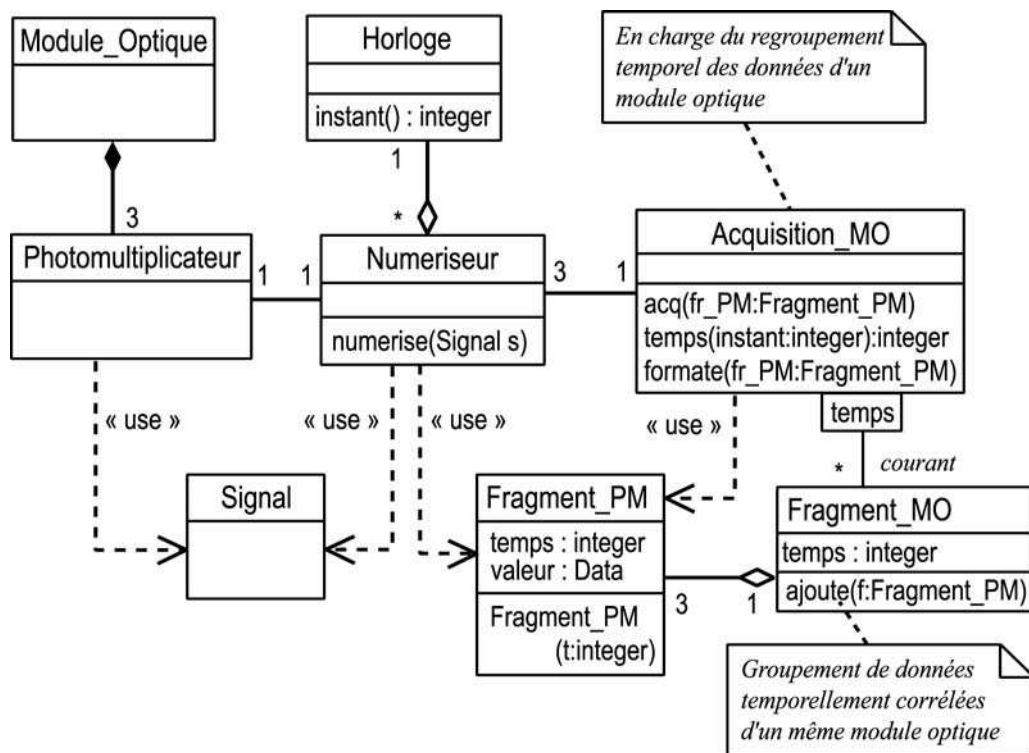 Module_Optique
Horloge
instant() : integer
En charge du regroupement
temporel des données d'un
module optique
1
*
3
Photomultiplicateur
1
1
Numeriseur
numerise(Signal s)
3
1
Acquisition_MO
acq(fr_PM:Fragment_PM)
temps(instant:integer):integer
formate(fr_PM:Fragment_PM)
temps
« use »
« use »
« use »
« use »
*
courant
Signal
Fragment_PM
temps : integer
valeur : Data
Fragment_PM
(t:integer)
3
1
Fragment_MO
temps : integer
ajoute(f:Fragment_PM)
Groupement de données
temporellement corrélées
d'un même module optique